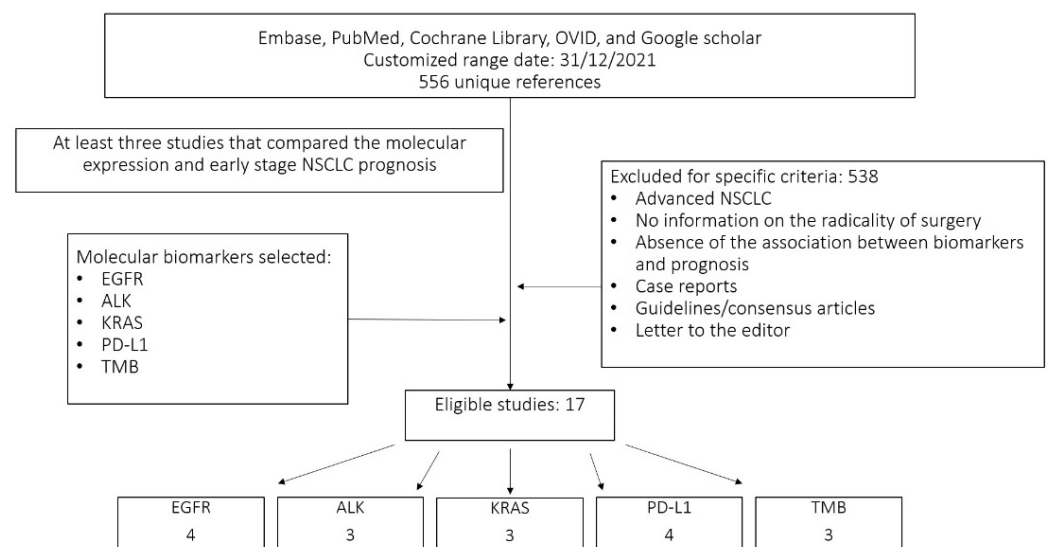 Embase, PubMed, Cochrane Library, OVID, and Google scholar
Customized range date: 31/12/2021
556 unique references
At least three studies that compared the molecular
expression and early stage NSCLC prognosis
Excluded for specific criteria: 538
• Advanced NSCLC
• No information on the radicality of surgery
• Absence of the association between biomarkers
and prognosis
• Case reports
• Guidelines/consensus articles
• Letter to the editor
Molecular biomarkers selected:
• EGFR
• ALK
• KRAS
• PD-L1
• TMB
Eligible studies: 17
EGFR
4
ALK
3
KRAS
3
PD-L1
4
TMB
3